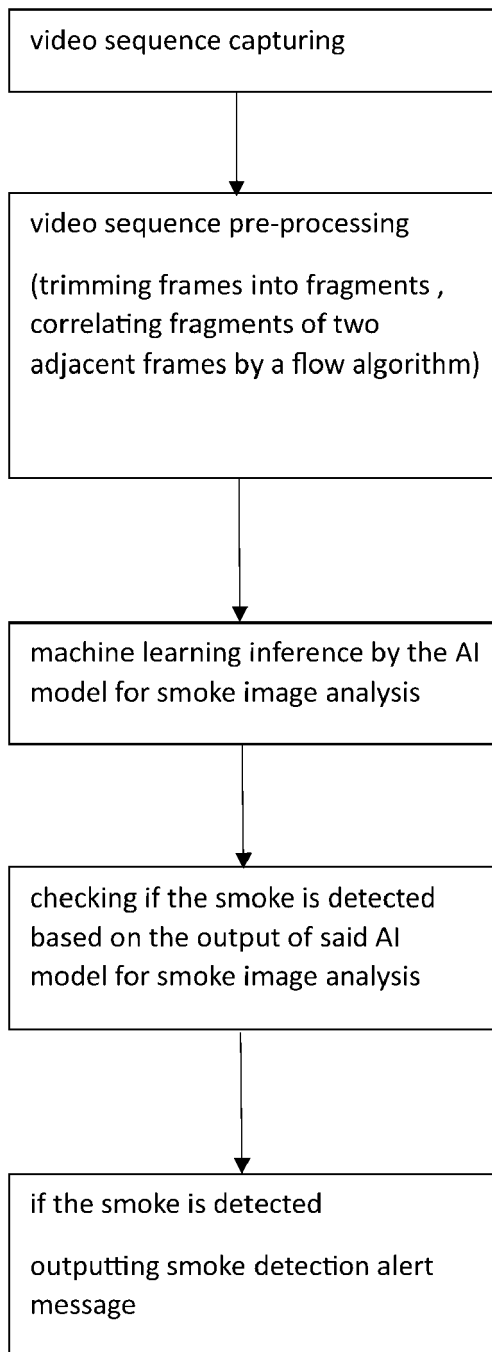 video sequence capturing
video sequence pre-processing
(trimming frames into fragments ,
correlating fragments of two
adjacent frames by a flow algorithm)
machine learning inference by the AI
model for smoke image analysis
checking if the smoke is detected
based on the output of said AI
model for smoke image analysis
if the smoke is detected
outputting smoke detection alert
message